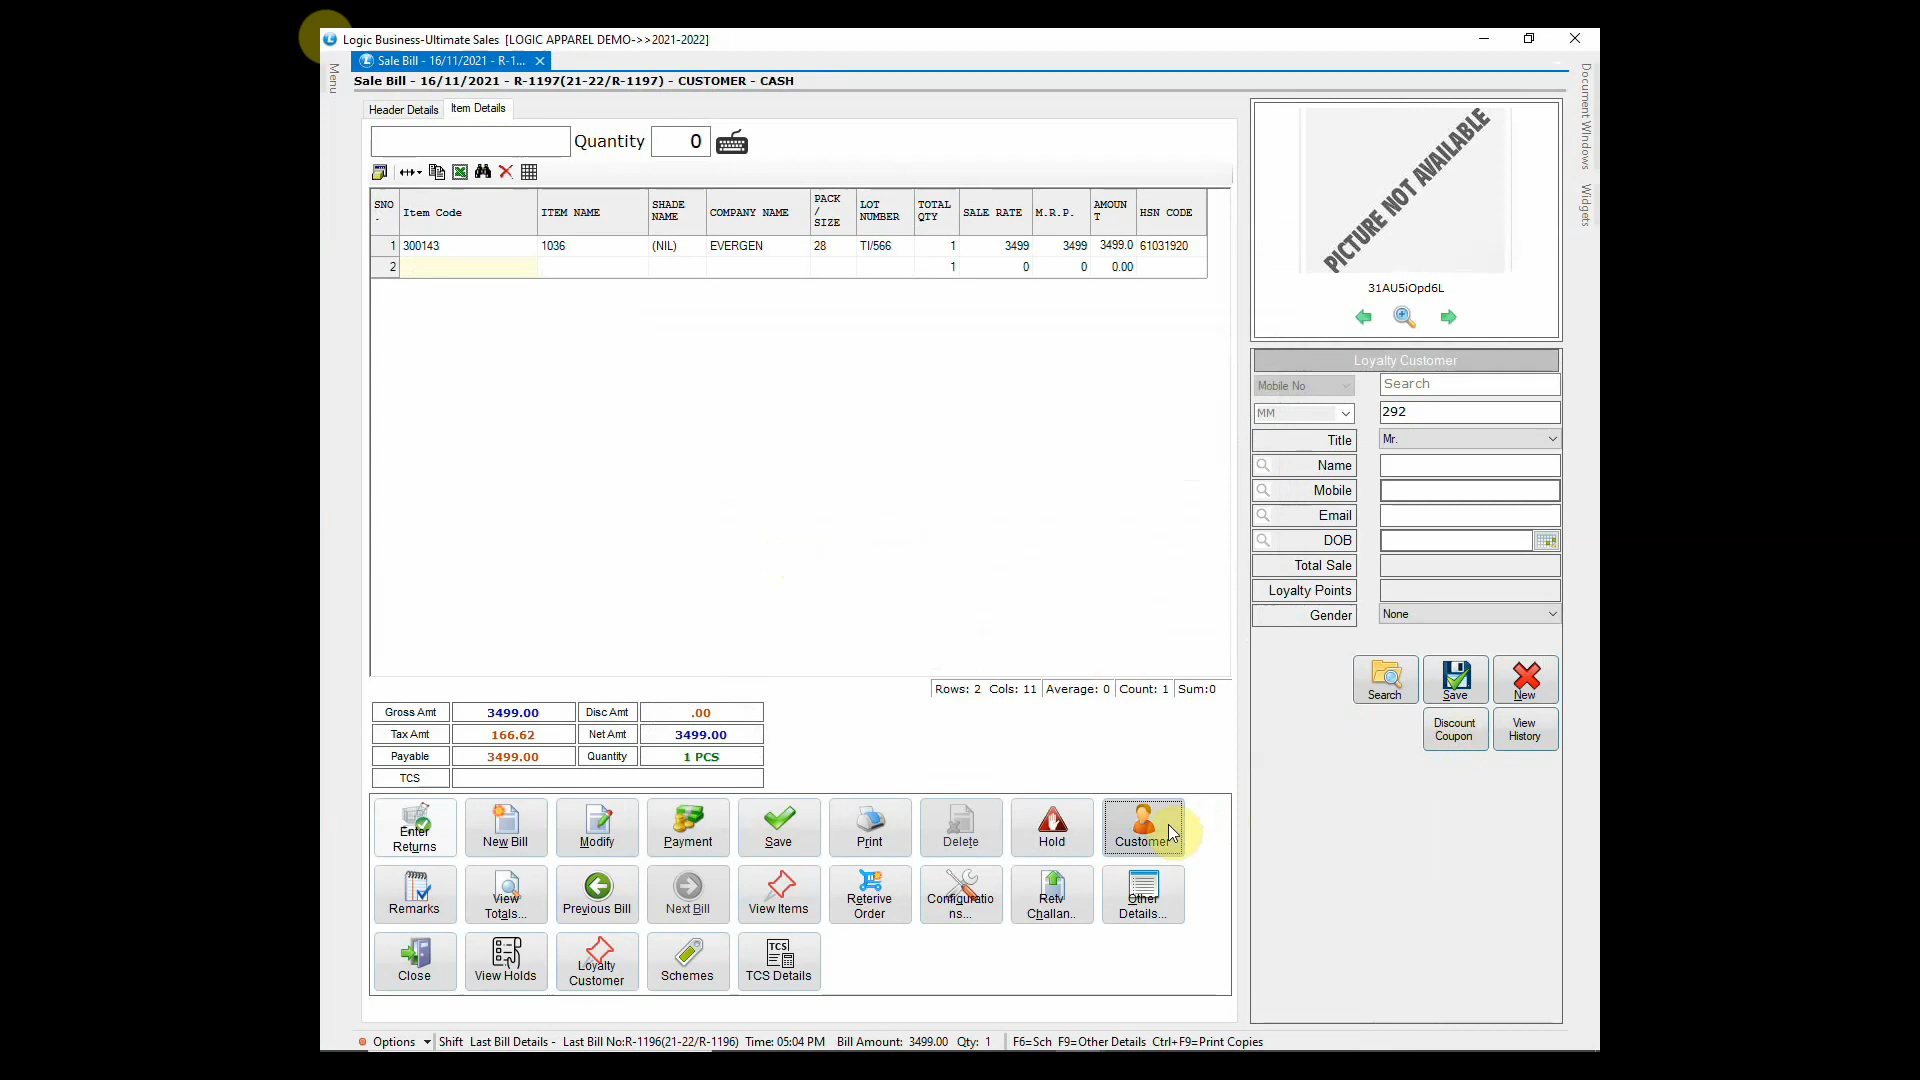 Logic Business-Ultimate Sales [LOGIC APPAREL DEMO->>2021-2022]
Menu
Sale Bill - 16/11/2021 - R-1...
Sale Bill - 16/11/2021 - R-1197(21-22/R-1197) - CUSTOMER - CASH
Header Details Item Details
Quantity 0
SNO. Item Code ITEM NAME SHADE NAME COMPANY NAME PACK / SIZE LOT NUMBER TOTAL QTY SALE RATE M.R.P. AMOUNT HSN CODE
1 300143 1036 (NIL) EVERGEN 28 TI/566 1 3499 3499 3499.0 61031920
2 1 0 0 0.00
Rows: 2 Cols: 11 Average: 0 Count: 1 Sum:0
Gross Amt 3499.00 Disc Amt .00
Tax Amt 166.62 Net Amt 3499.00
Payable 3499.00 Quantity 1 PCS
TCS
Enter Returns
New Bill
Modify
Payment
Save
Print
Delete
Hold
Customer
Remarks
View Totals...
Previous Bill
Next Bill
View Items
Reterive Order
Configurations...
Retv Challan..
Other Details...
Close
View Holds
Loyalty Customer
Schemes
TCS
TCS Details
PICTURE NOT AVAILABLE
31AU5iOpd6L
Loyalty Customer
Mobile No Search
MM 292
Title Mr.
Name
Mobile
Email
DOB
Total Sale
Loyalty Points
Gender None
Search
Save
New
Discount Coupon
View History
Document WIndows
Widgets
Options Shift Last Bill Details - Last Bill No:R-1196(21-22/R-1196) Time: 05:04 PM Bill Amount: 3499.00 Qty: 1 F6=Sch F9=Other Details Ctrl+F9=Print Copies